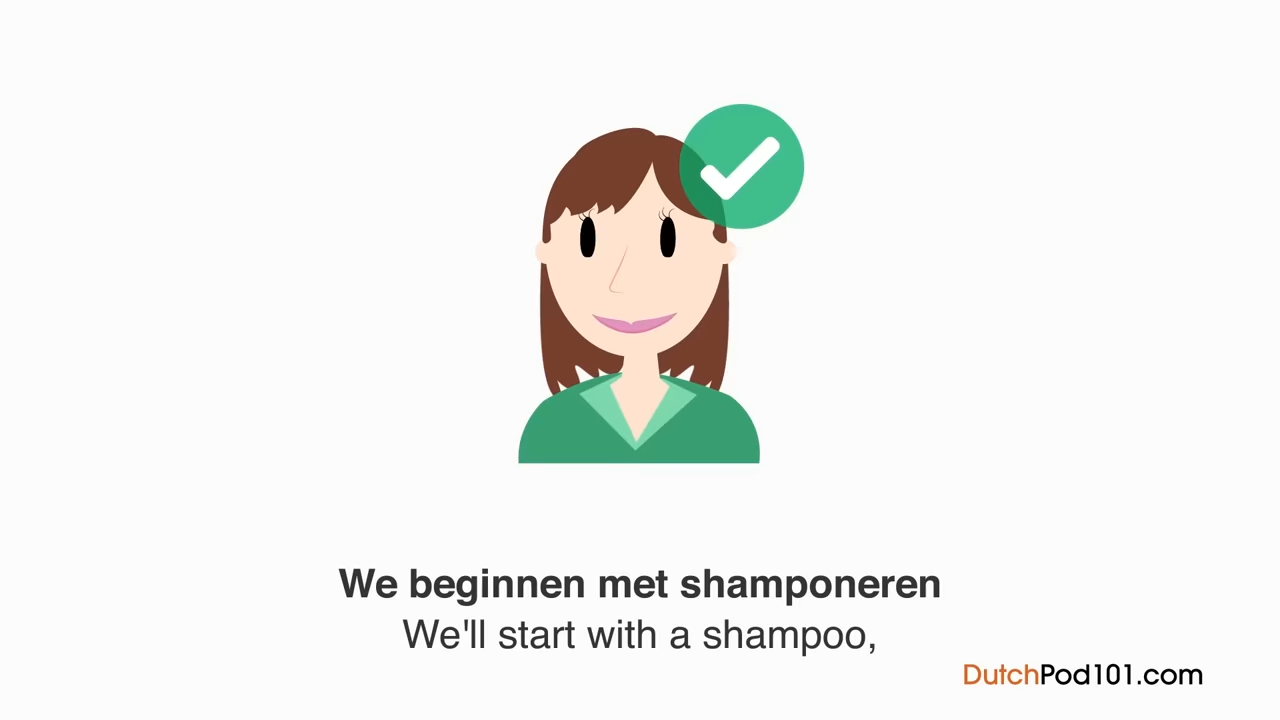 We beginnen met shamponeren
We'll start with a shampoo,
DutchPod101.com